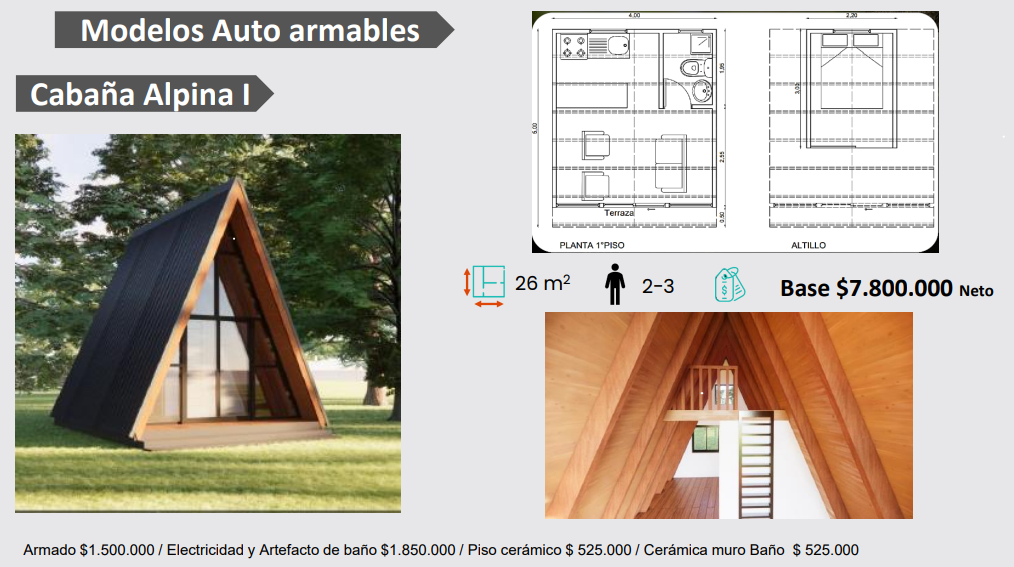 Modelos Auto armables
Cabaña Alpina I
4,00
2,20
1,85
3,00
6,00
2,55
Terraza
0,50
PLANTA 1°PISO
ALTILLO
26 m²
2-3
Base $7.800.000 Neto
Armado $1.500.000 / Electricidad y Artefacto de baño $1.850.000 / Piso cerámico $ 525.000 / Cerámica muro Baño $ 525.000